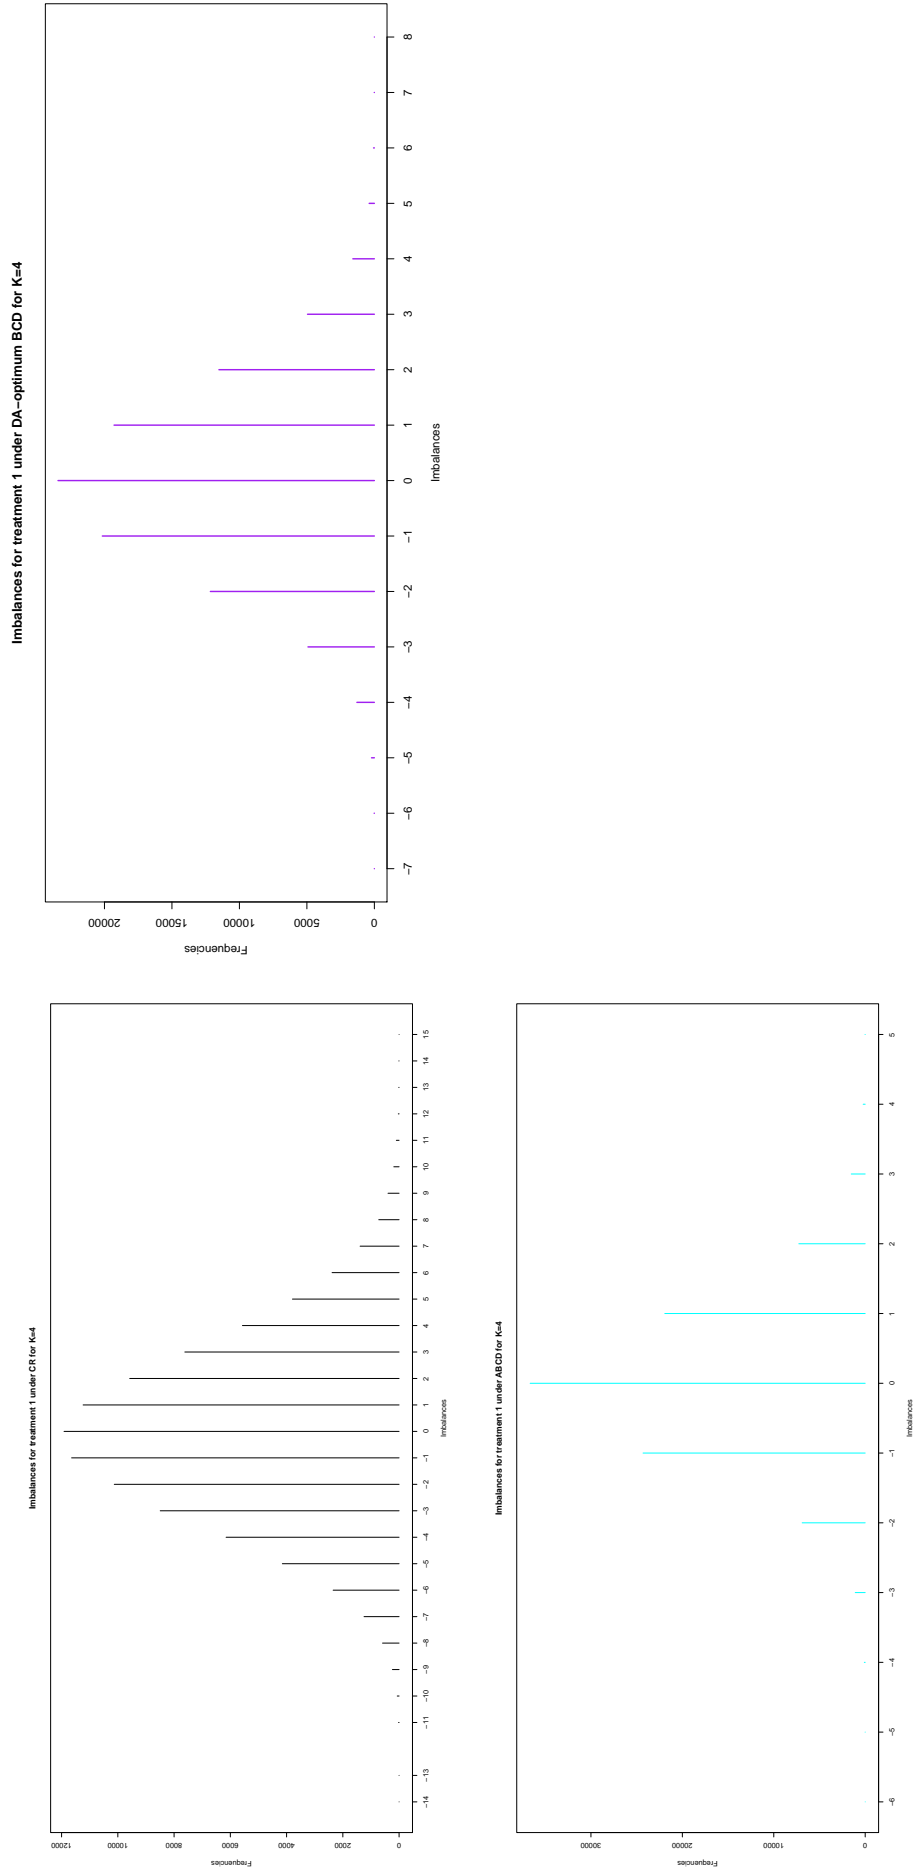 Imbalances for treatment 1 under CR for K=4
Frequencies
0 2000 4000 6000 8000 10000 12000
−14 −13 −11 −10 −9 −8 −7 −6 −5 −4 −3 −2 −1 0 1 2 3 4 5 6 7 8 9 10 11 12 13 14 15
Imbalances
Imbalances for treatment 1 under DA−optimum BCD for K=4
Frequencies
0 5000 10000 15000 20000
−7 −6 −5 −4 −3 −2 −1 0 1 2 3 4 5 6 7 8
Imbalances
Imbalances for treatment 1 under ABCD for K=4
Frequencies
0 10000 20000 30000
−6 −5 −4 −3 −2 −1 0 1 2 3 4 5
Imbalances